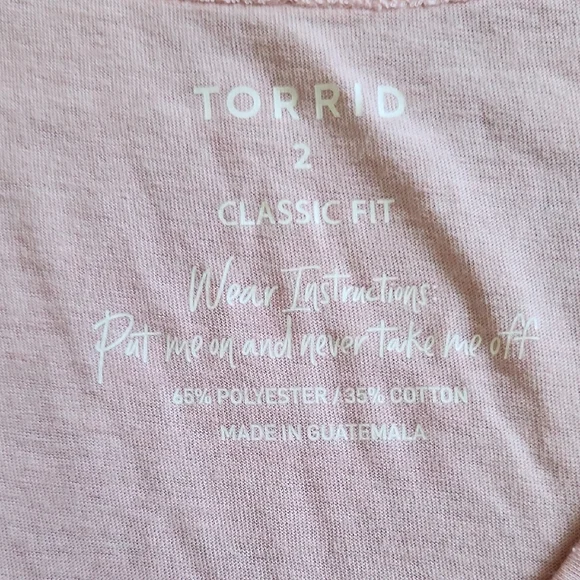 TORRID
2
CLASSIC FIT
Wear Instructions:
Put me on and never take me off
65% POLYESTER / 35% COTTON
MADE IN GUATEMALA